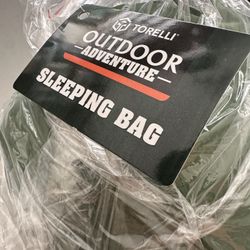 TORELLI
OUTDOOR
ADVENTURE
SLEEPING BAG